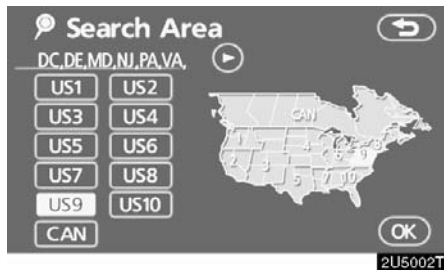 Search Area
DC,DE,MD,NJ,PA,VA,
US1 US2
US3 US4
US5 US6
US7 US8
US9 US10
CAN
CAN
OK
2U5002T